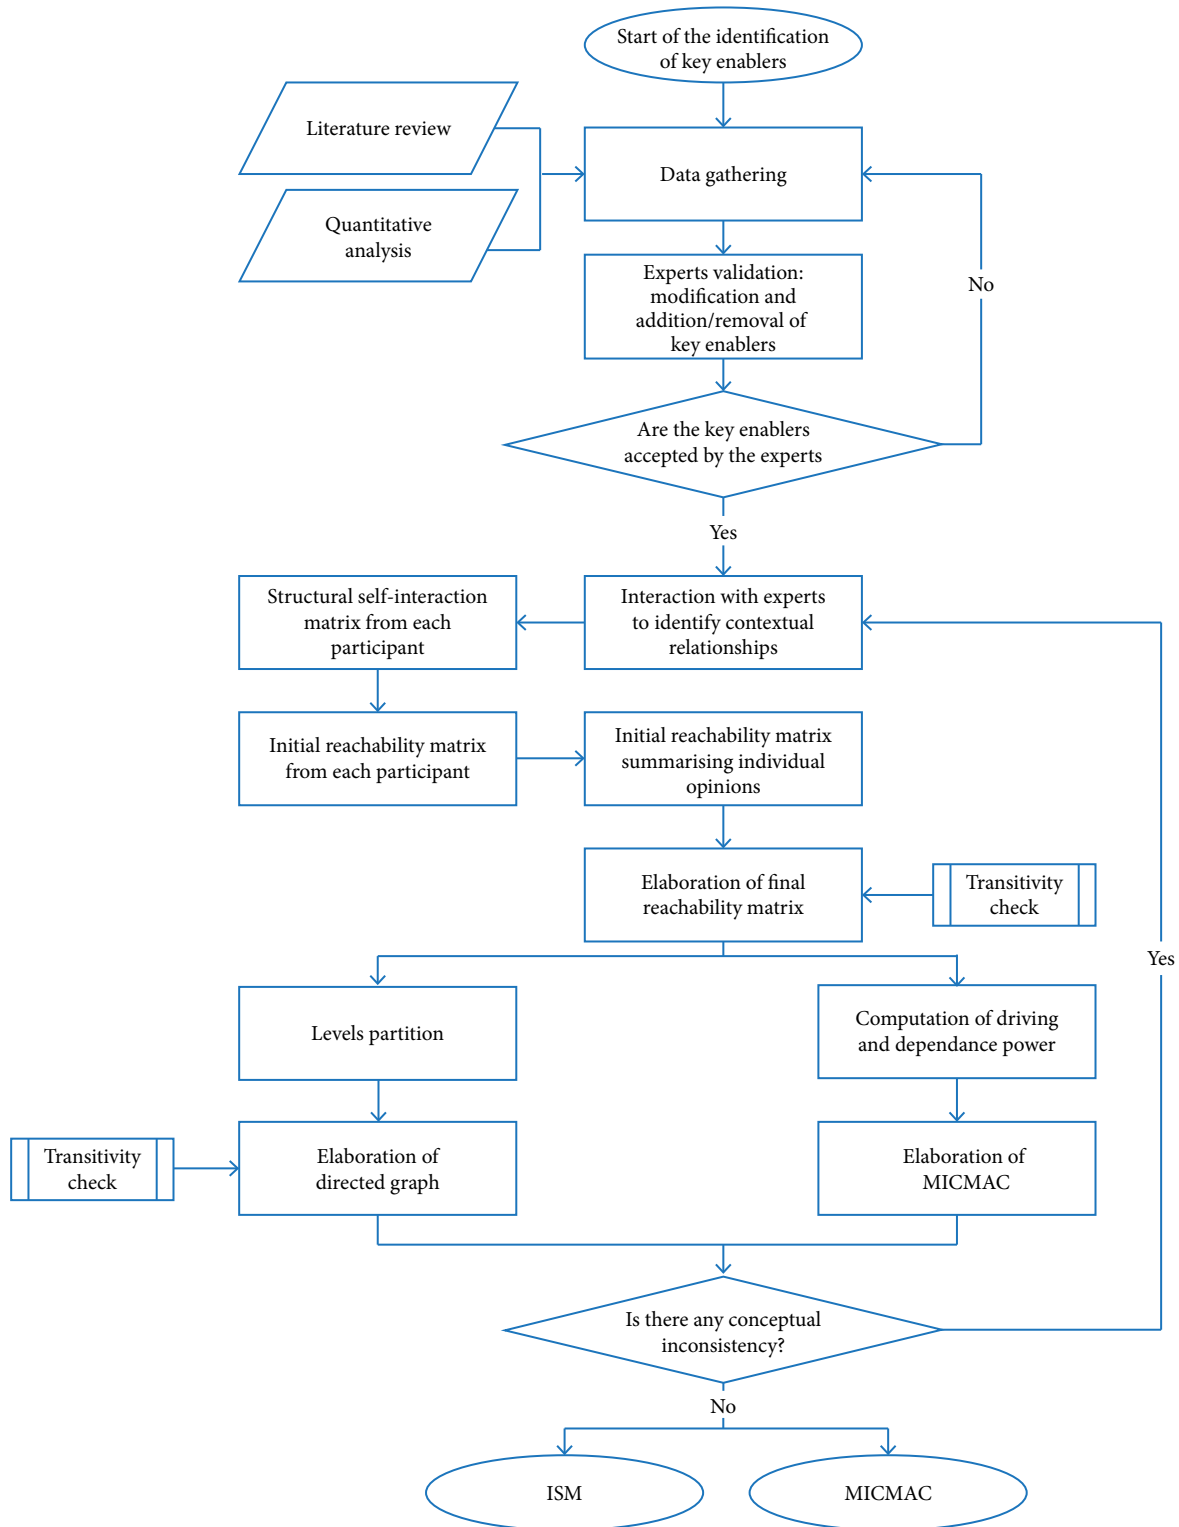 Start of the identification
of key enablers
Literature review
Data gathering
Quantitative
analysis
Experts validation:
modification and
addition/removal of
key enablers
No
Are the key enablers
accepted by the experts
Yes
Structural self-interaction
matrix from each
participant
Interaction with experts
to identify contextual
relationships
Initial reachability matrix
from each participant
Initial reachability matrix
summarising individual
opinions
Elaboration of final
reachability matrix
Transitivity
check
Yes
Levels partition
Computation of driving
and dependance power
Transitivity
check
Elaboration of
directed graph
Elaboration of
MICMAC
Is there any conceptual
inconsistency?
No
ISM
MICMAC